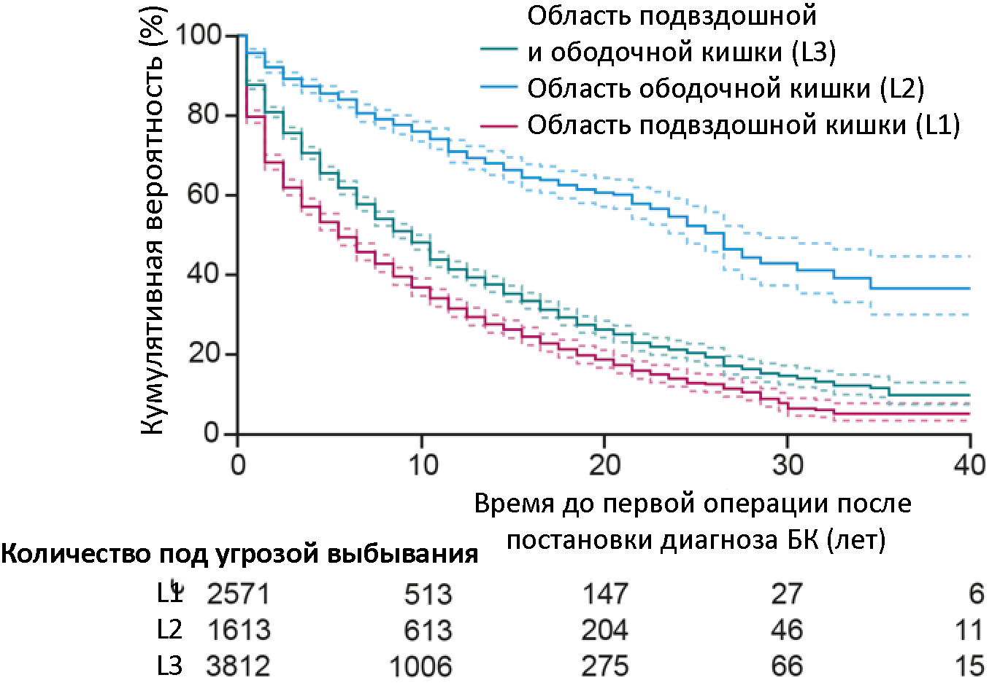 Кумулятивная вероятность (%)
100
80
60
40
20
0
Область подвздошной
и ободочной кишки (L3)
Область ободочной кишки (L2)
Область подвздошной кишки (L1)
0 10 20 30 40
Время до первой операции после
постановки диагноза БК (лет)
Количество под угрозой выбывания
L1 2571 513 147 27 6
L2 1613 613 204 46 11
L3 3812 1006 275 66 15